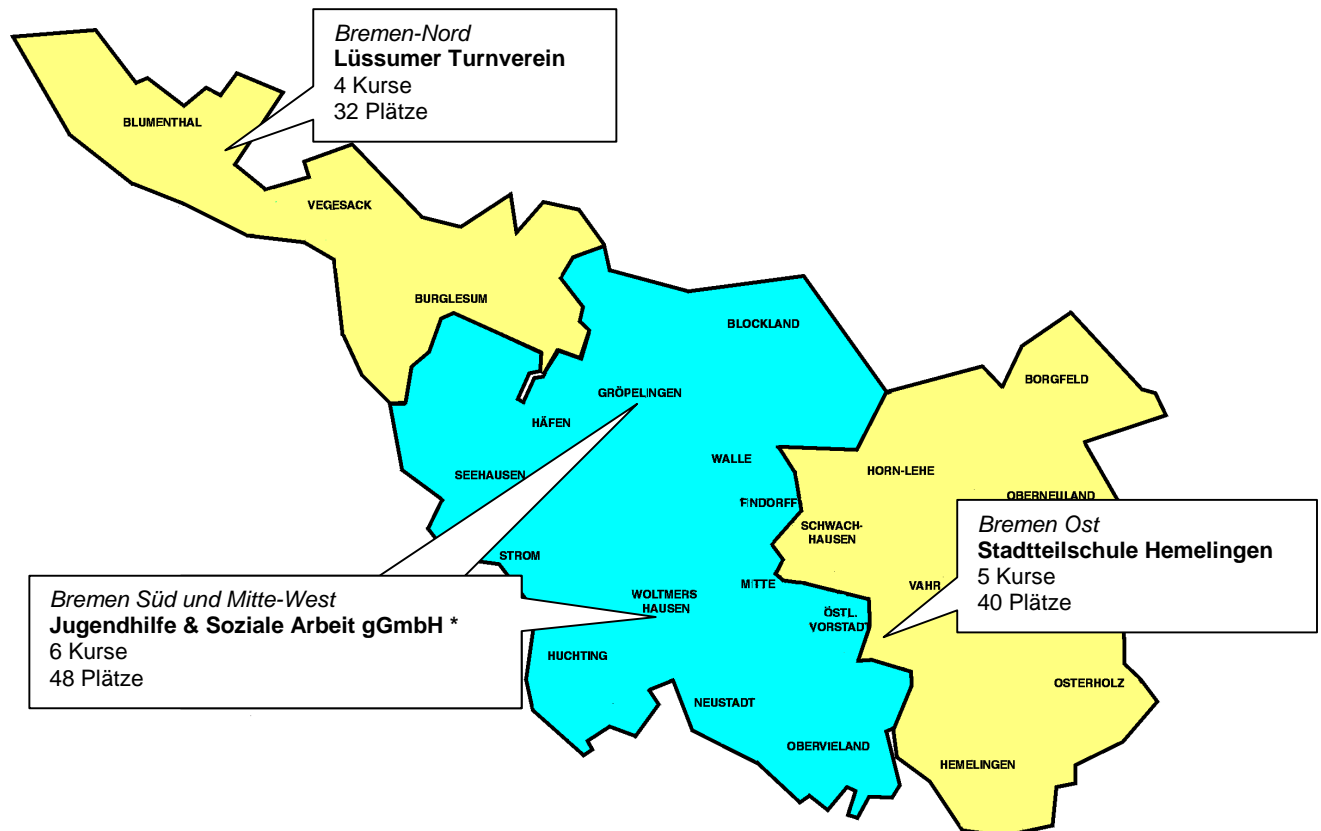 Bremen-Nord
Lüssumer Turnverein
4 Kurse
32 Plätze
BLUMENTHAL
VEGESACK
BURGLESUM
BLOCKLAND
BORGFELD
GRÖPELINGEN
HÄFEN
WALLE
HORN-LEHE
SEEHAUSEN
OBERNEULAND
FINDORFF
SCHWACH-
HAUSEN
Bremen Ost
Stadtteilschule Hemelingen
5 Kurse
40 Plätze
STROM
MITTE
VAHR
Bremen Süd und Mitte-West
Jugendhilfe & Soziale Arbeit gGmbH *
6 Kurse
48 Plätze
WOLTMERS
HAUSEN
ÖSTL.
VORSTADT
HUCHTING
OSTERHOLZ
NEUSTADT
OBERVIELAND
HEMELINGEN